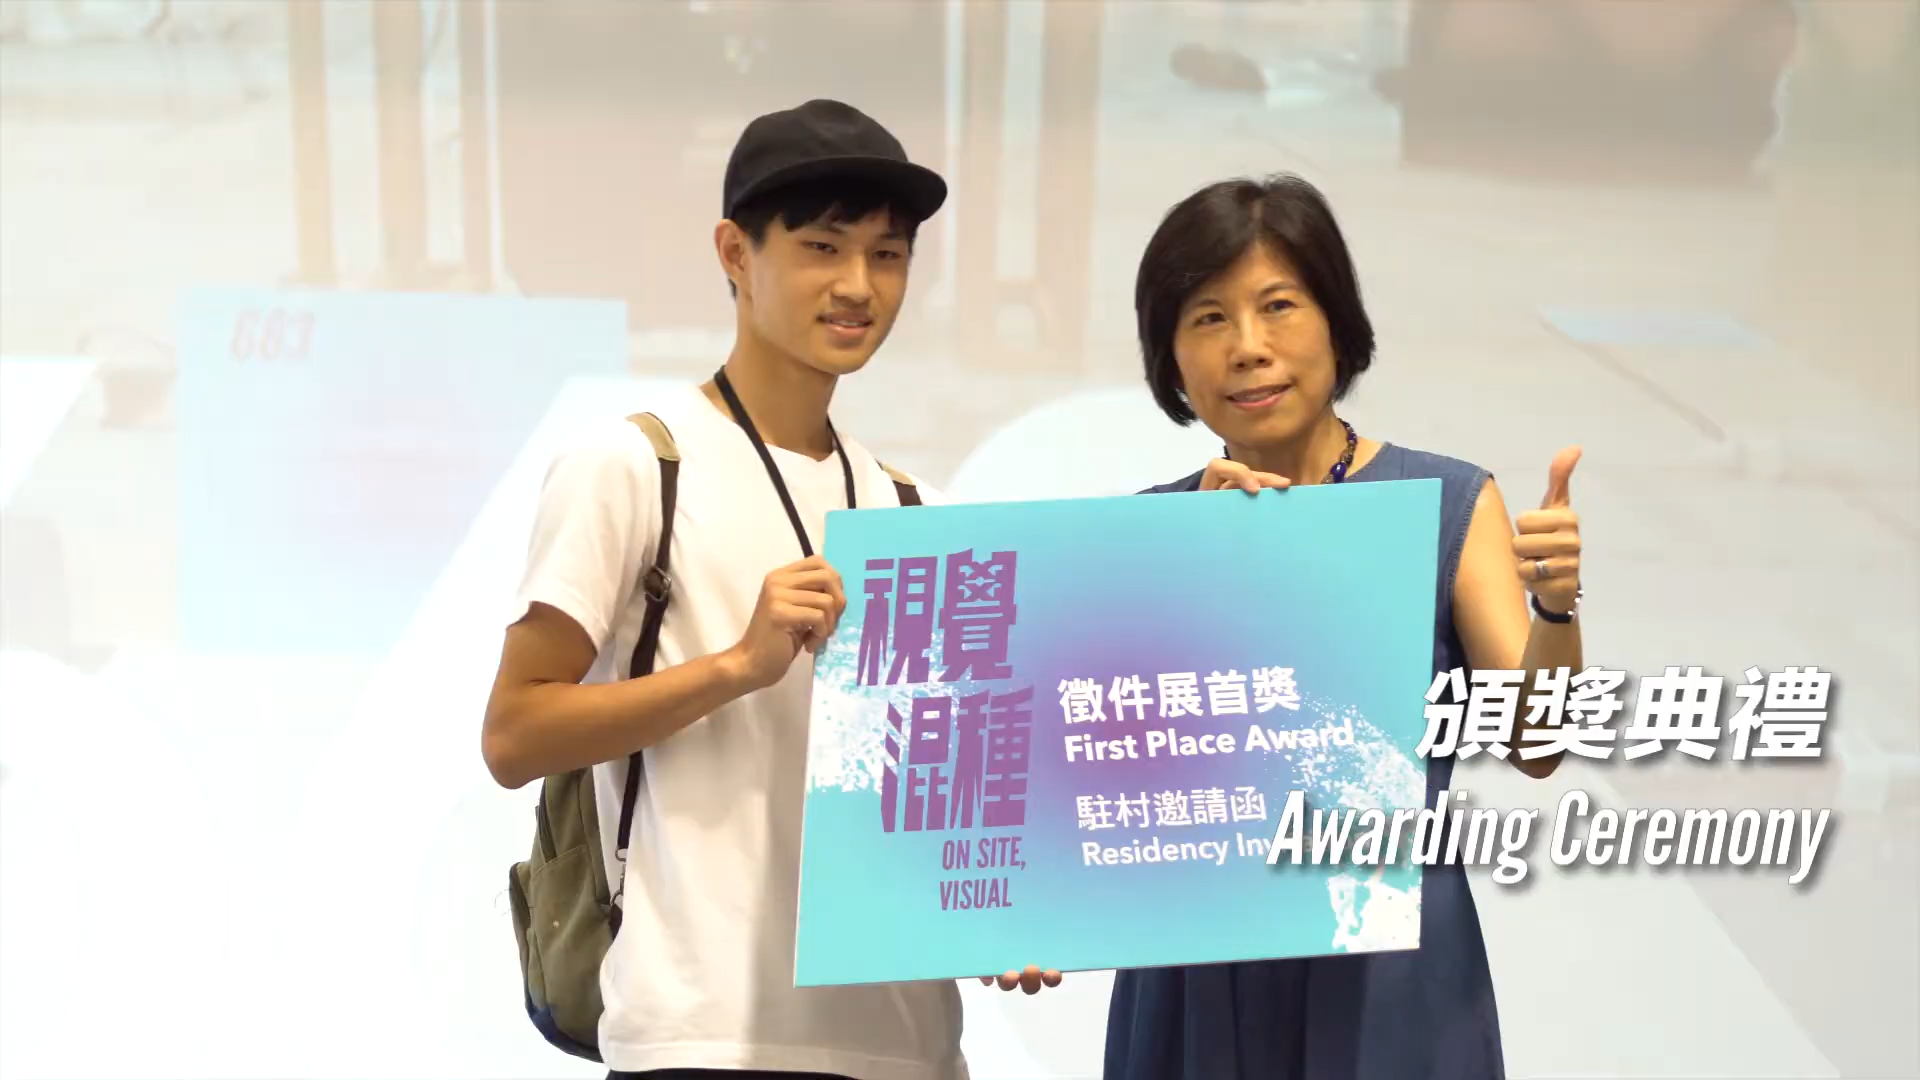 683
視覺
混種
ON SITE,
VISUAL
徵件展首獎
First Place Award
駐村邀請函
Residency
頒獎典禮
Awarding Ceremony